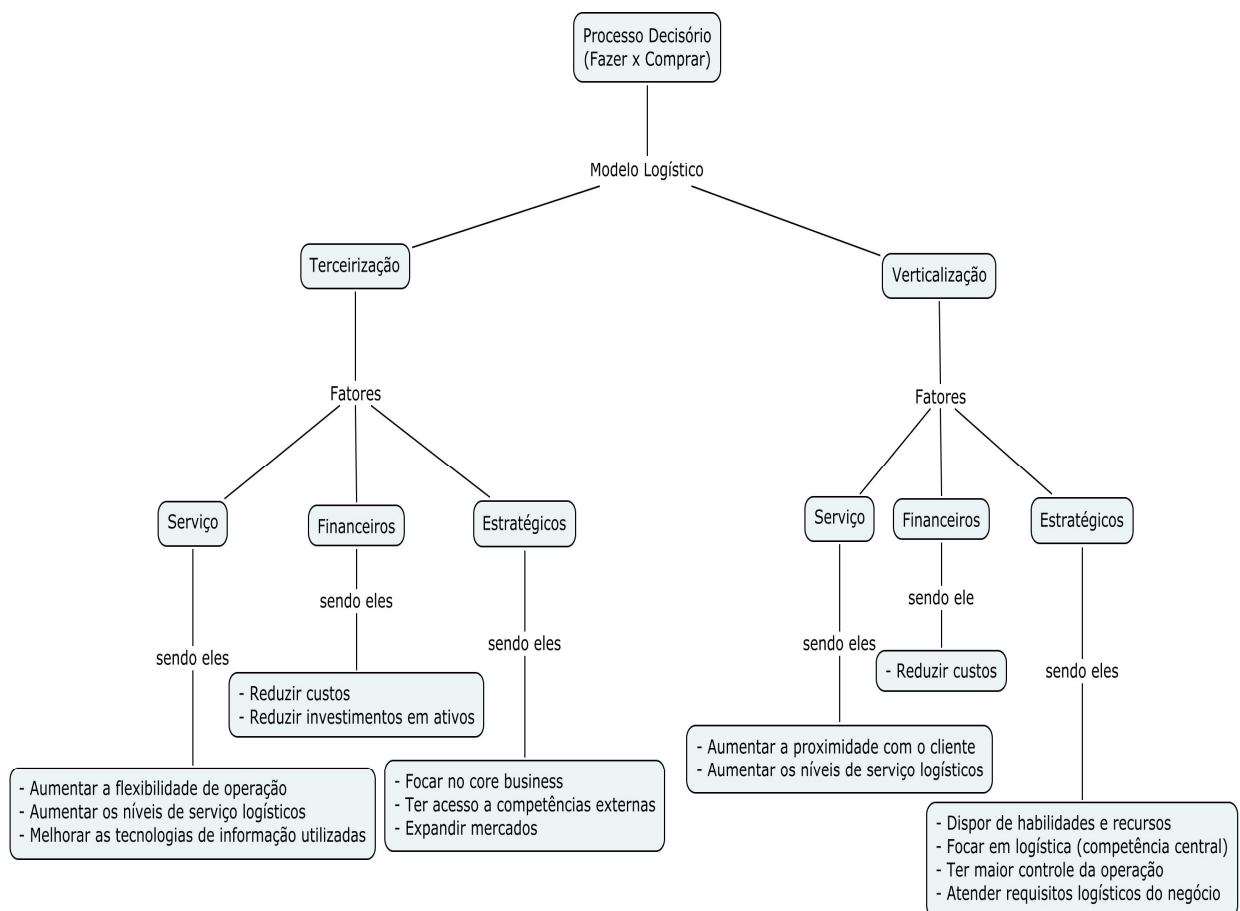 Processo Decisório
(Fazer x Comprar)
Modelo Logístico
Terceirização
Fatores
Serviço
sendo eles
- Aumentar a flexibilidade de operação
- Aumentar os níveis de serviço logísticos
- Melhorar as tecnologias de informação utilizadas
Financeiros
sendo eles
- Reduzir custos
- Reduzir investimentos em ativos
Estratégicos
sendo eles
- Focar no core business
- Ter acesso a competências externas
- Expandir mercados
Verticalização
Fatores
Serviço
sendo eles
- Aumentar a proximidade com o cliente
- Aumentar os níveis de serviço logísticos
Financeiros
sendo ele
- Reduzir custos
Estratégicos
sendo eles
- Dispor de habilidades e recursos
- Focar em logística (competência central)
- Ter maior controle da operação
- Atender requisitos logísticos do negócio